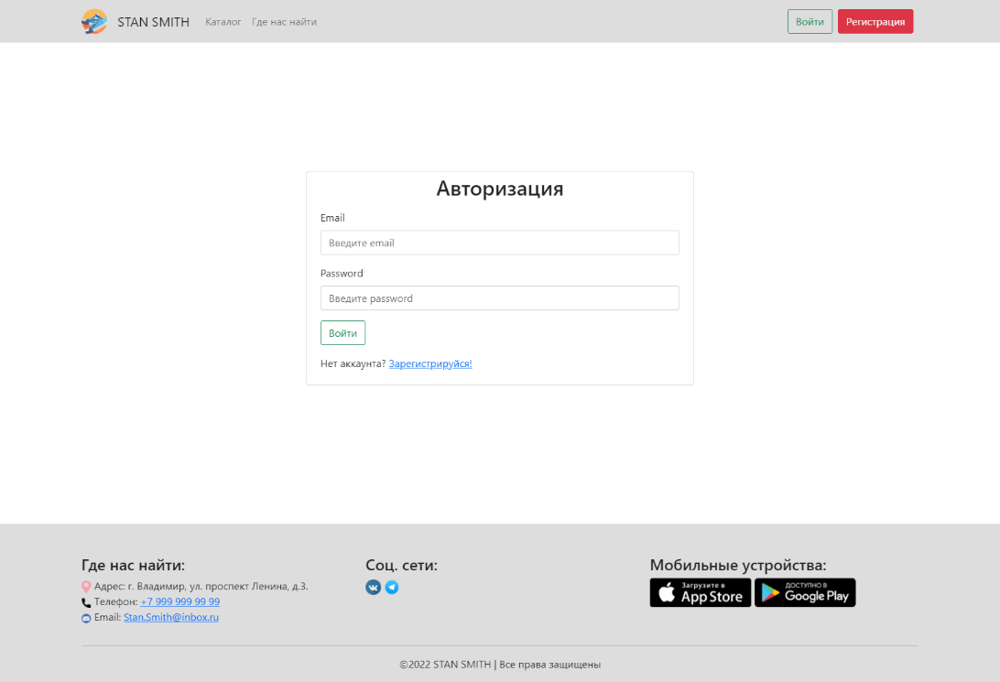 STAN SMITH Каталог Где нас найти Войти Регистрация
Авторизация
Email
Введите email
Password
Введите password
Войти
Нет аккаунта? Зарегистрируйся!
Где нас найти:
Адрес: г. Владимир, ул. проспект Ленина, д.3.
Телефон: +7 999 999 99 99
Email: Stan.Smith@inbox.ru
Соц. сети:
Мобильные устройства:
Загрузите в
App Store
ДОСТУПНО В
Google Play
©2022 STAN SMITH | Все права защищены